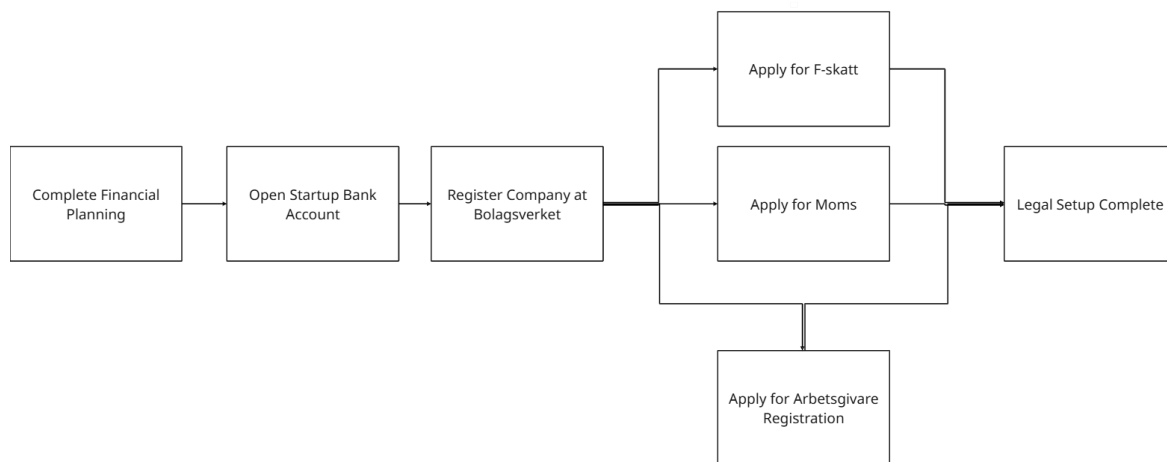 Apply for F-skatt
Complete Financial
Planning
Open Startup Bank
Account
Register Company at
Bolagsverket
Apply for Moms
Legal Setup Complete
Apply for Arbetsgivare
Registration